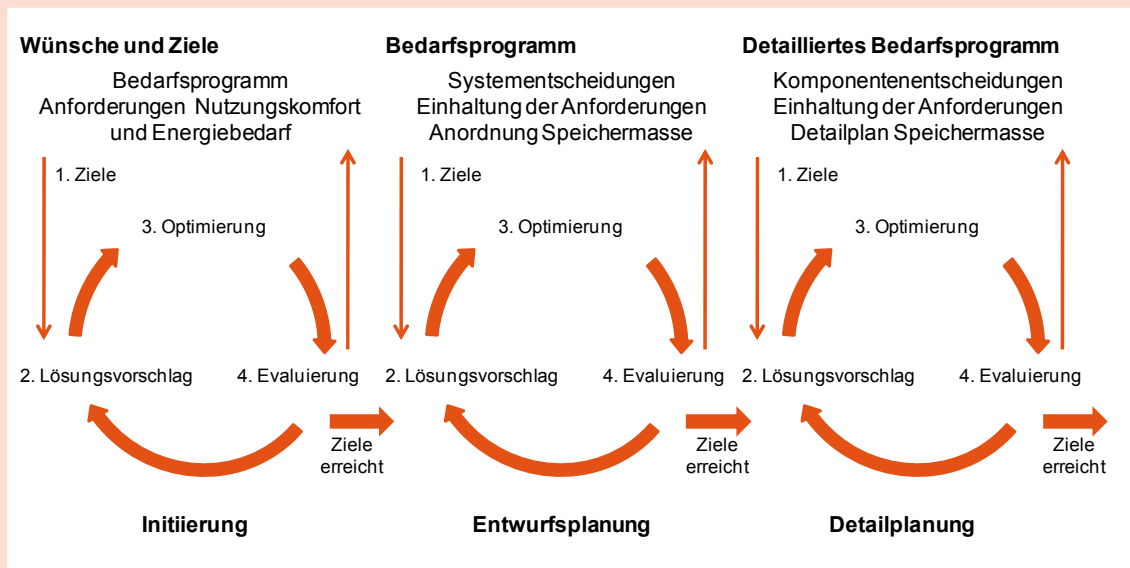 Wünsche und Ziele
Bedarfsprogramm
Anforderungen Nutzungskomfort
und Energiebedarf
1. Ziele
3. Optimierung
2. Lösungsvorschlag
4. Evaluierung
Ziele
erreicht
Initiierung
Bedarfsprogramm
Systementscheidungen
Einhaltung der Anforderungen
Anordnung Speichermasse
1. Ziele
3. Optimierung
2. Lösungsvorschlag
4. Evaluierung
Ziele
erreicht
Entwurfsplanung
Detailliertes Bedarfsprogramm
Komponentenentscheidungen
Einhaltung der Anforderungen
Detailplan Speichermasse
1. Ziele
3. Optimierung
2. Lösungsvorschlag
4. Evaluierung
Ziele
erreicht
Detailplanung